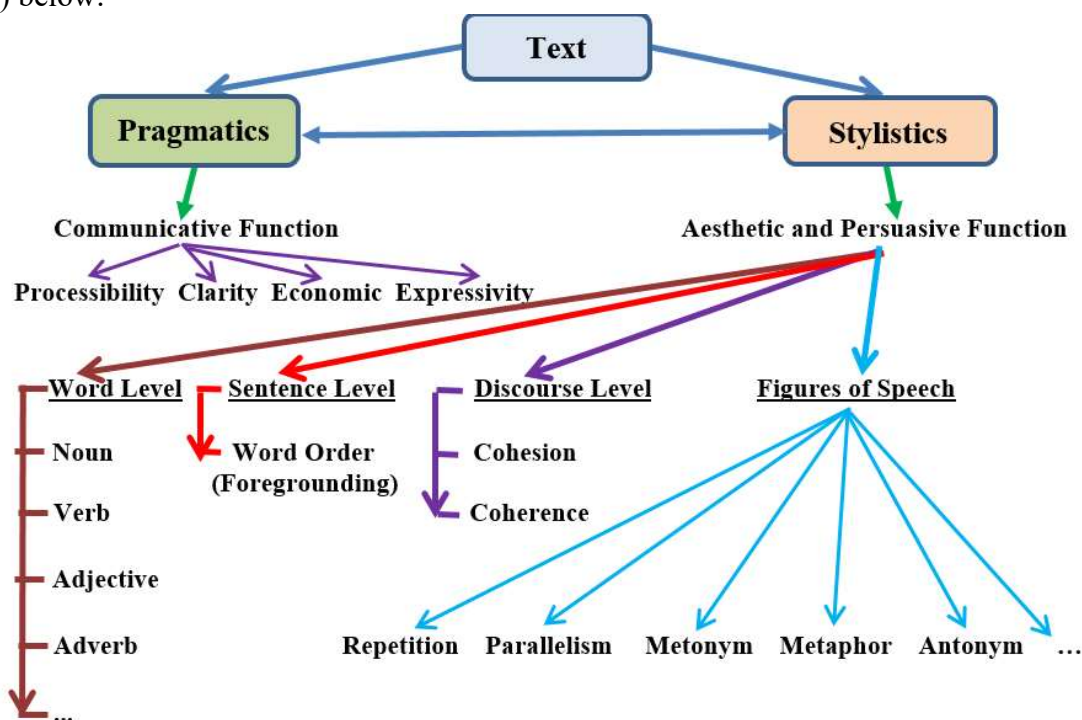 ) below:
Text
Pragmatics
Stylistics
Communicative Function
Aesthetic and Persuasive Function
Processibility Clarity Economic Expressivity
Word Level
Sentence Level
Discourse Level
Figures of Speech
Noun
Word Order
(Foregrounding)
Cohesion
Verb
Coherence
Adjective
Adverb
Repetition Parallelism Metonym Metaphor Antonym ...
...